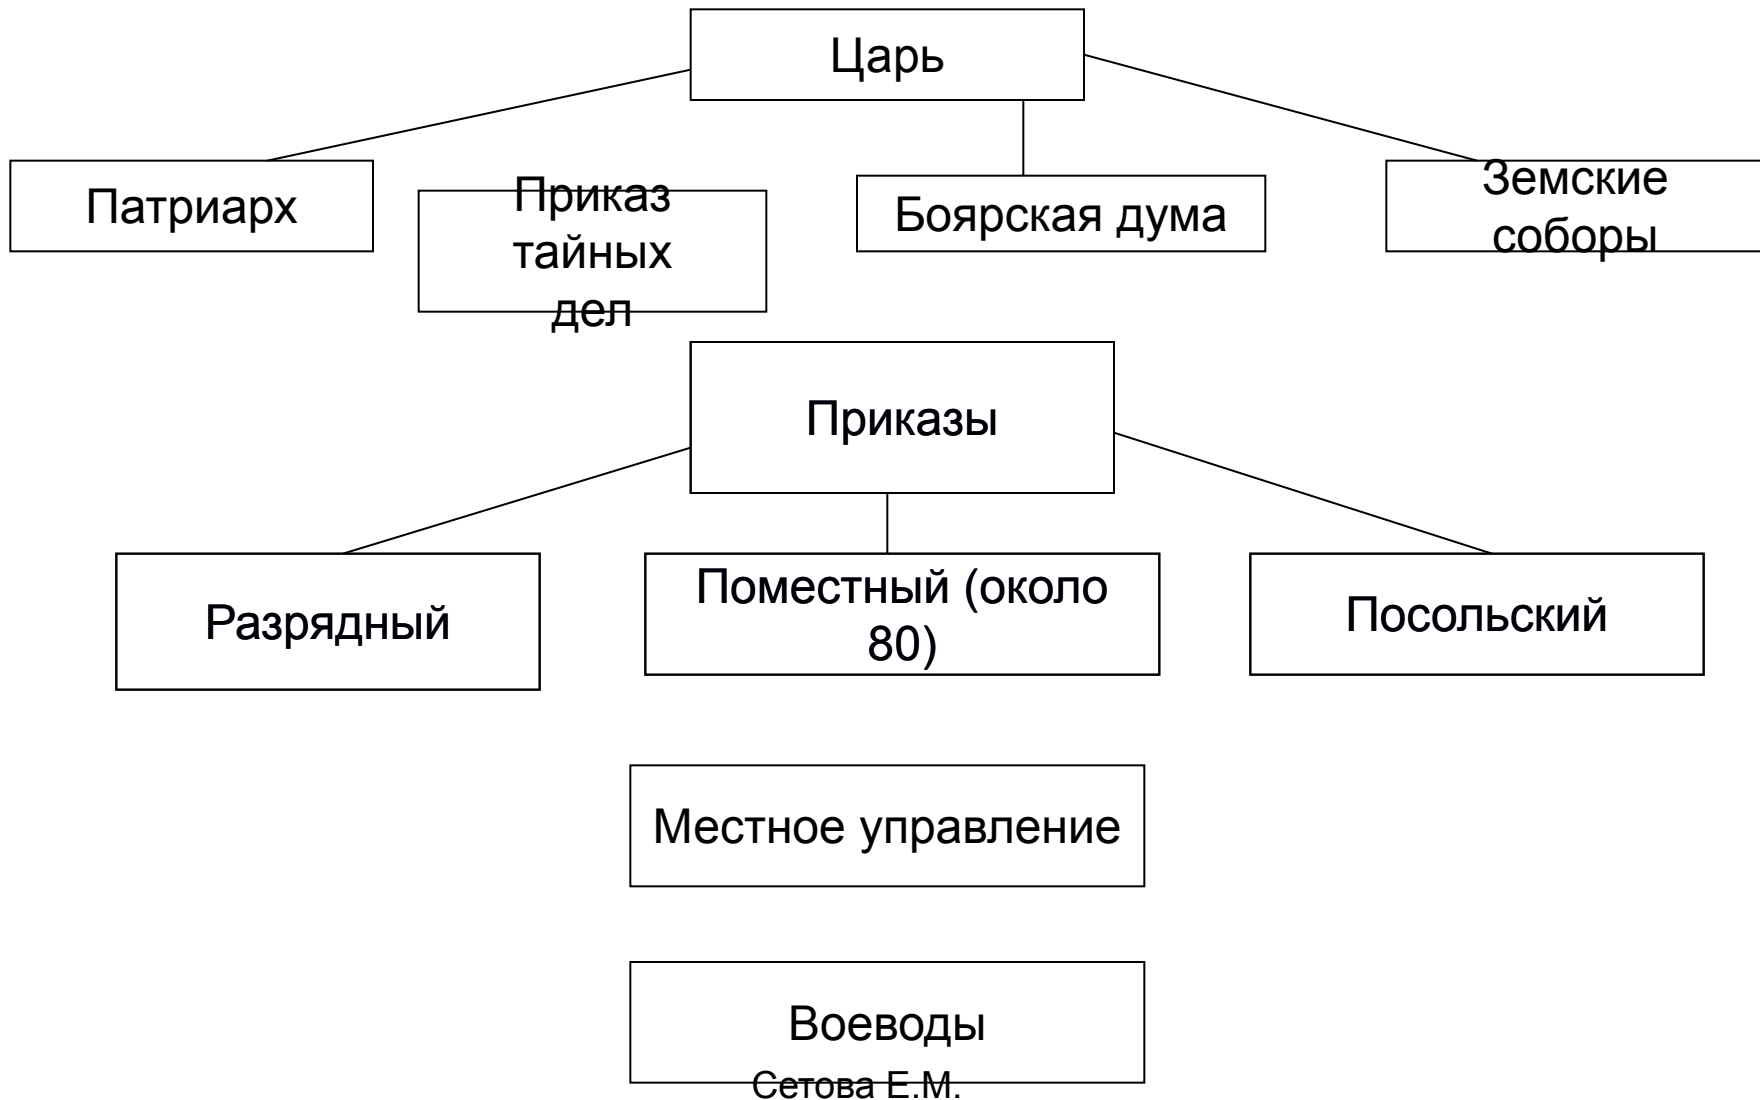 Царь
Патриарх
Приказ
тайных
дел
Боярская дума
Земские
соборы
Приказы
Разрядный
Поместный (около
80)
Посольский
Местное управление
Воеводы
Сетова Е.М.